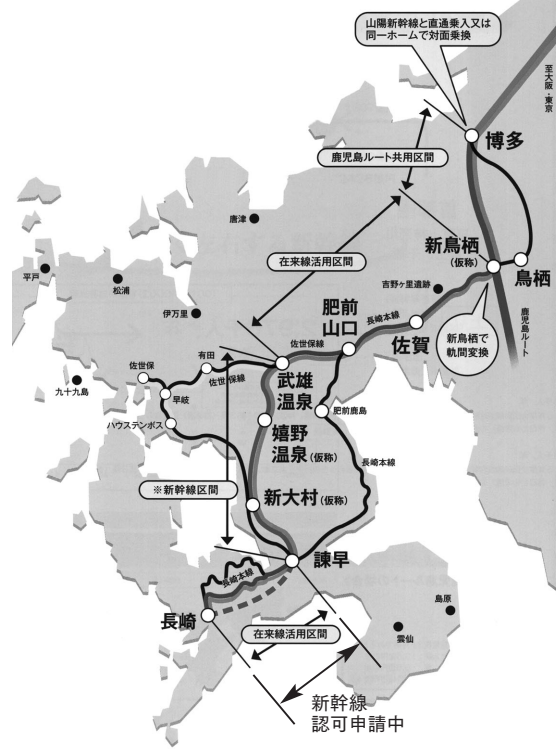 山陽新幹線と直通乗入又は
同一ホームで対面乗換
至大阪・東京
博多
鹿児島ルート共用区間
唐津
新鳥栖
(仮称)
鳥栖
在来線活用区間
平戸
松浦
吉野ヶ里遺跡
伊万里
肥前
山口
長崎本線
佐賀
鹿児島ルート
新鳥栖で
軌間変換
佐世保線
有田
佐世保
佐世保線
武雄
温泉
九十九島
早岐
肥前鹿島
ハウステンボス
嬉野
温泉(仮称)
長崎本線
※新幹線区間
新大村(仮称)
諫早
長崎本線
長崎
島原
雲仙
在来線活用区間
新幹線
認可申請中